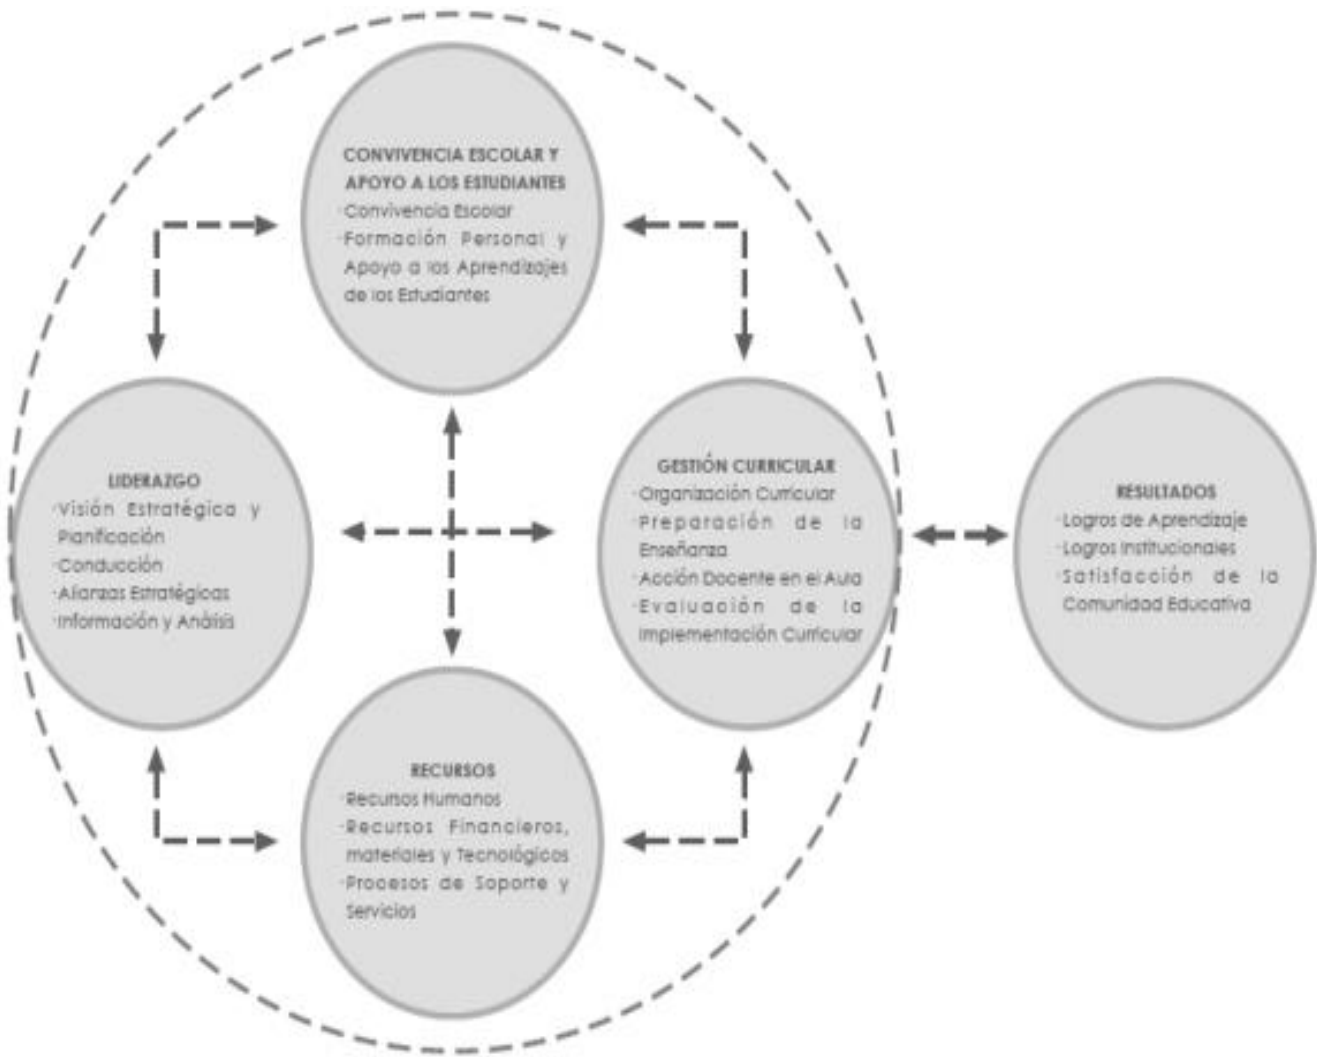 CONVIVENCIA ESCOLAR Y
APOYO A LOS ESTUDIANTES
·Convivencia Escolar
·Formación Personal y
Apoyo a los Aprendizajes
de los Estudiantes
LIDERAZGO
·Visión Estratégica y
Planificación
·Conducción
·Alianzas Estratégicas
·Información y Análisis
GESTIÓN CURRICULAR
·Organización Curricular
·Preparación de la
Enseñanza
·Acción Docente en el Aula
·Evaluación de la
Implementación Curricular
RESULTADOS
·Logros de Aprendizaje
·Logros Institucionales
·Satisfacción de la
Comunidad Educativa
RECURSOS
·Recursos Humanos
·Recursos Financieros,
materiales y Tecnológicos
·Procesos de Soporte y
Servicios